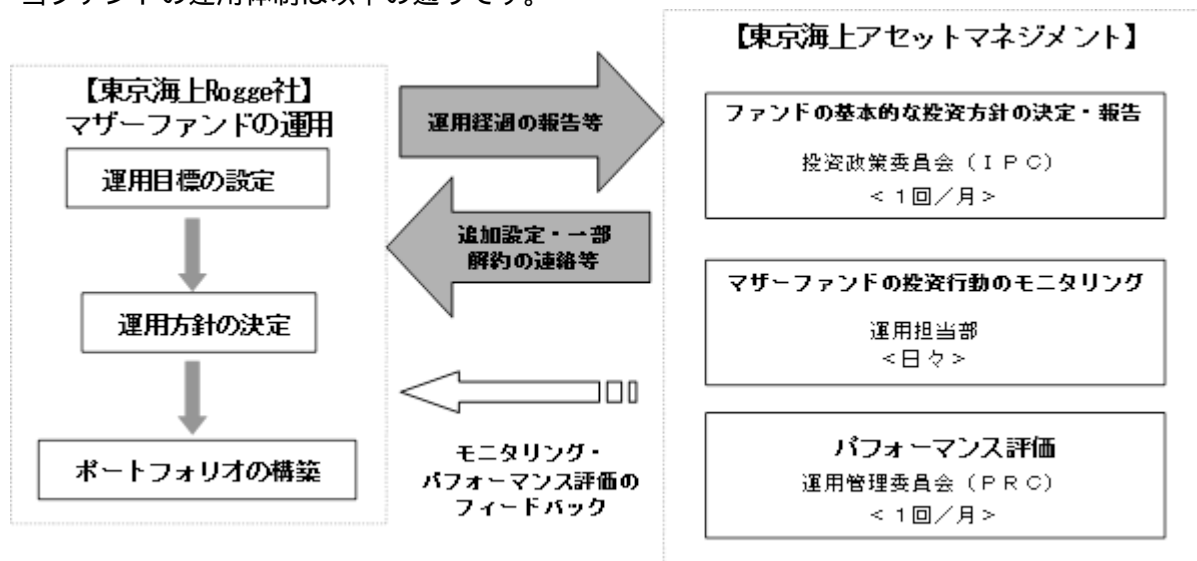 当ファンドの運用体制は以下の通りです。
【東京海上Rogge社】
マザーファンドの運用
運用目標の設定
運用方針の決定
ポートフォリオの構築
運用経過の報告等
追加設定・一部
解約の連絡等
モニタリング・
パフォーマンス評価の
フィードバック
【東京海上アセットマネジメント】
ファンドの基本的な投資方針の決定・報告
投資政策委員会（ＩＰＣ）
＜１回／月＞
マザーファンドの投資行動のモニタリング
運用担当部
＜日々＞
パフォーマンス評価
運用管理委員会（ＰＲＣ）
＜１回／月＞